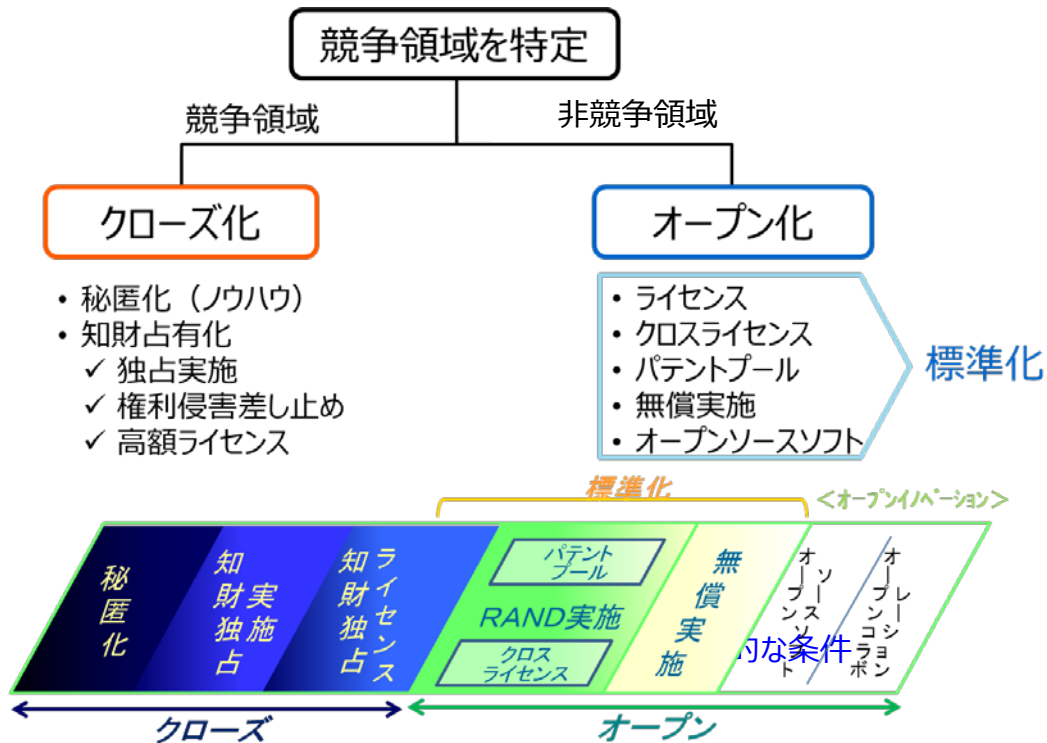 競争領域を特定
競争領域
非競争領域
クローズ化
オープン化
• 秘匿化（ノウハウ）
• 知財占有化
✓ 独占実施
✓ 権利侵害差し止め
✓ 高額ライセンス
• ライセンス
• クロスライセンス
• パテントプール
• 無償実施
• オープンソースソフト
標準化
標準化
＜オープンイノベーション＞
秘匿化
知財独占
実施
知財独占
ライセンス
パテント
プール
RAND実施
クロス
ライセンス
無償実施
的な条件
オープン
ソースソフト
オープンコラボ
レーション
クローズ
オープン